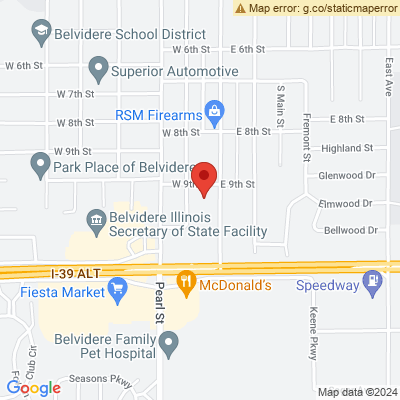 Map error: g.co/staticmaperror
Belvidere School District
W 6th St
E 6th St
W 6th St
Superior Automotive
East Ave
W 7th St
S Main St
RSM Firearms
Fremont St
W 8th St
W 8th St
E 8th St
E 8th St
W 9th St
Highland St
Park Place of Belvidere
Glenwood Dr
W 9th St
E 9th St
Elmwood Dr
Belvidere Illinois
Secretary of State Facility
Bellwood Dr
I-39 ALT
Fiesta Market
McDonald's
Speedway
Pearl St
Keene Pkwy
Belvidere Family
Pet Hospital
Club Cir
Seasons Pkwy
Google
Map data ©2024